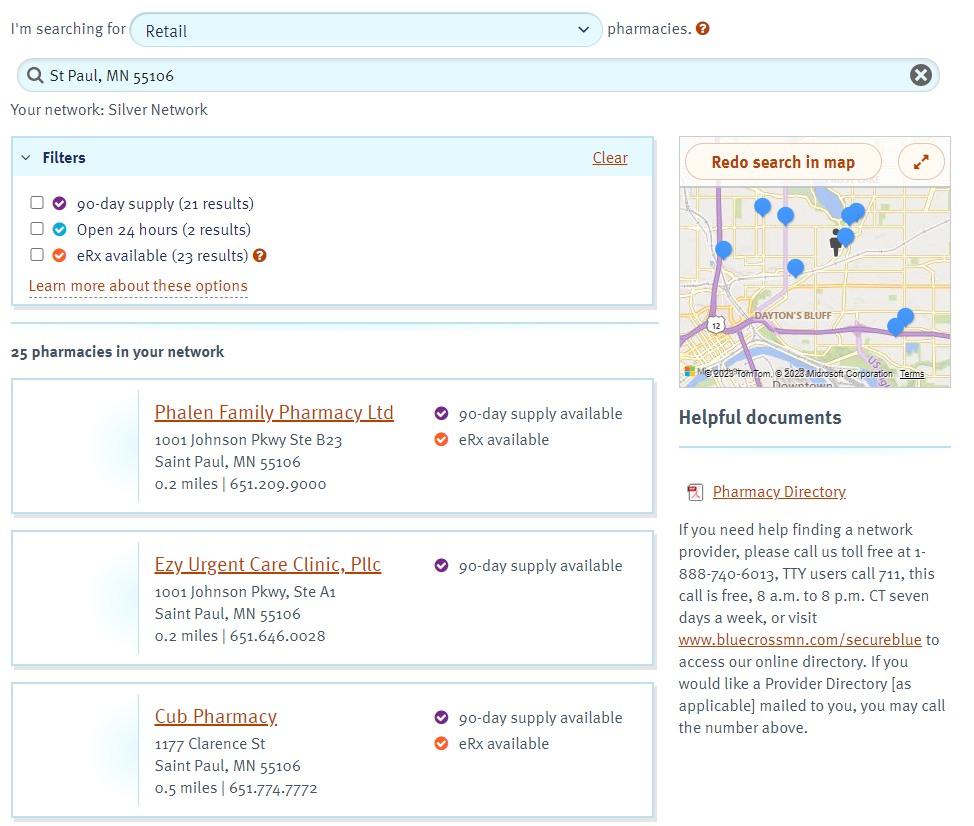 I'm searching for Retail pharmacies. ?
St Paul, MN 55106
Your network: Silver Network
Filters Clear
90-day supply (21 results)
Open 24 hours (2 results)
eRx available (23 results) ?
Learn more about these options
25 pharmacies in your network
Phalen Family Pharmacy Ltd
1001 Johnson Pkwy Ste B23
Saint Paul, MN 55106
0.2 miles | 651.209.9000
90-day supply available
eRx available
Ezy Urgent Care Clinic, Pllc
1001 Johnson Pkwy, Ste A1
Saint Paul, MN 55106
0.2 miles | 651.646.0028
90-day supply available
Cub Pharmacy
1177 Clarence St
Saint Paul, MN 55106
0.5 miles | 651.774.7772
90-day supply available
eRx available
Redo search in map
DAYTON'S BLUFF
12
US
© 2023 TomTom, © 2023 Microsoft Corporation Terms
Downtown
Helpful documents
Pharmacy Directory
If you need help finding a network
provider, please call us toll free at 1-
888-740-6013, TTY users call 711, this
call is free, 8 a.m. to 8 p.m. CT seven
days a week, or visit
www.bluecrossmn.com/secureblue to
access our online directory. If you
would like a Provider Directory [as
applicable] mailed to you, you may call
the number above.